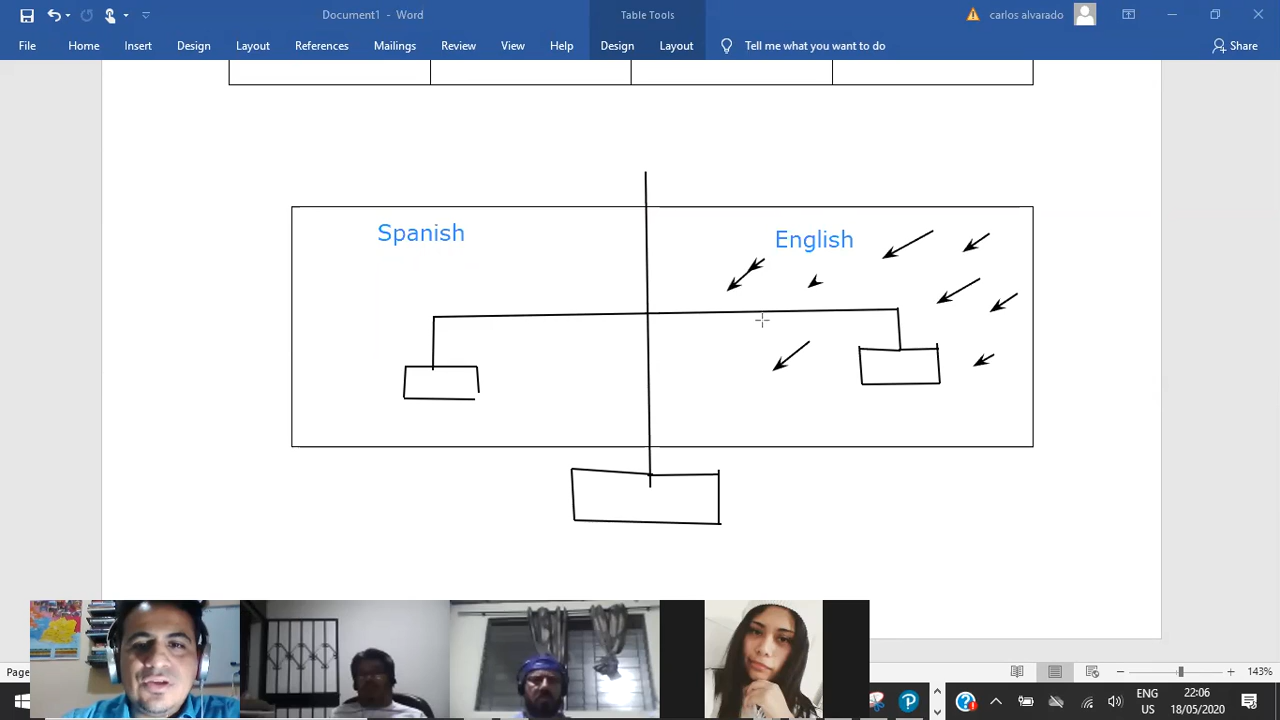 Document1 - Word
Table Tools
carlos alvarado
File
Home
Insert
Design
Layout
References
Mailings
Review
View
Help
Design
Layout
Tell me what you want to do
Share
Spanish
English
Page
143%
ENG
US
22:06
18/05/2020